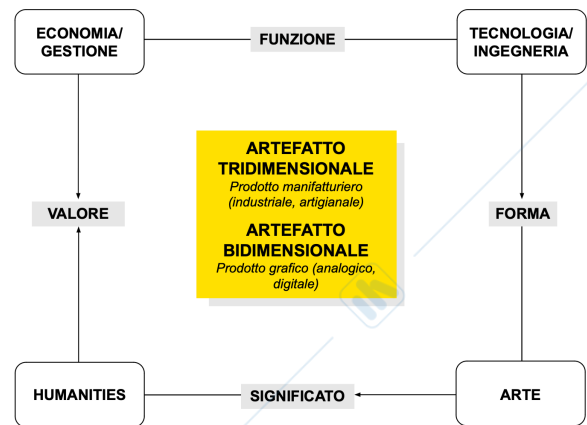 ECONOMIA/
GESTIONE
FUNZIONE
TECNOLOGIA/
INGEGNERIA
ARTEFATTO
TRIDIMENSIONALE
Prodotto manifatturiero
(industriale, artigianale)
VALORE
FORMA
ARTEFATTO
BIDIMENSIONALE
Prodotto grafico (analogico,
digitale)
HUMANITIES
SIGNIFICATO
ARTE